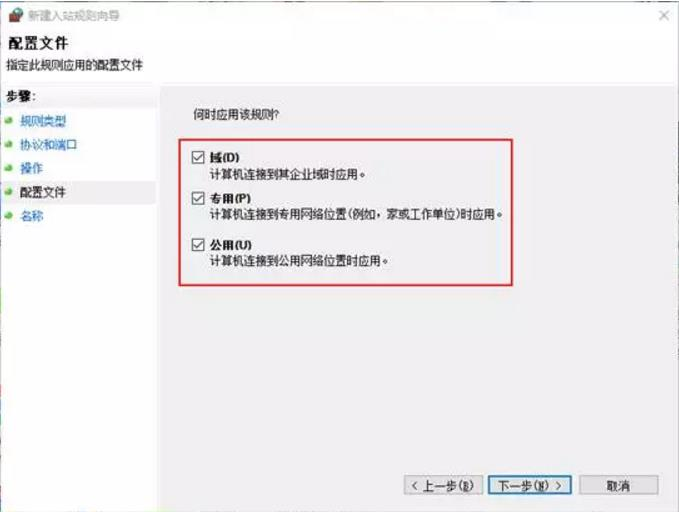 新建入站规则向导
配置文件
指定此规则应用的配置文件
步骤:
规则类型
协议和端口
操作
配置文件
名称
何时应用该规则?
域(D)
计算机连接到其企业域时应用。
专用(P)
计算机连接到专用网络位置(例如，家或工作单位)时应用。
公用(U)
计算机连接到公用网络位置时应用。
< 上一步(B)
下一步(N) >
取消